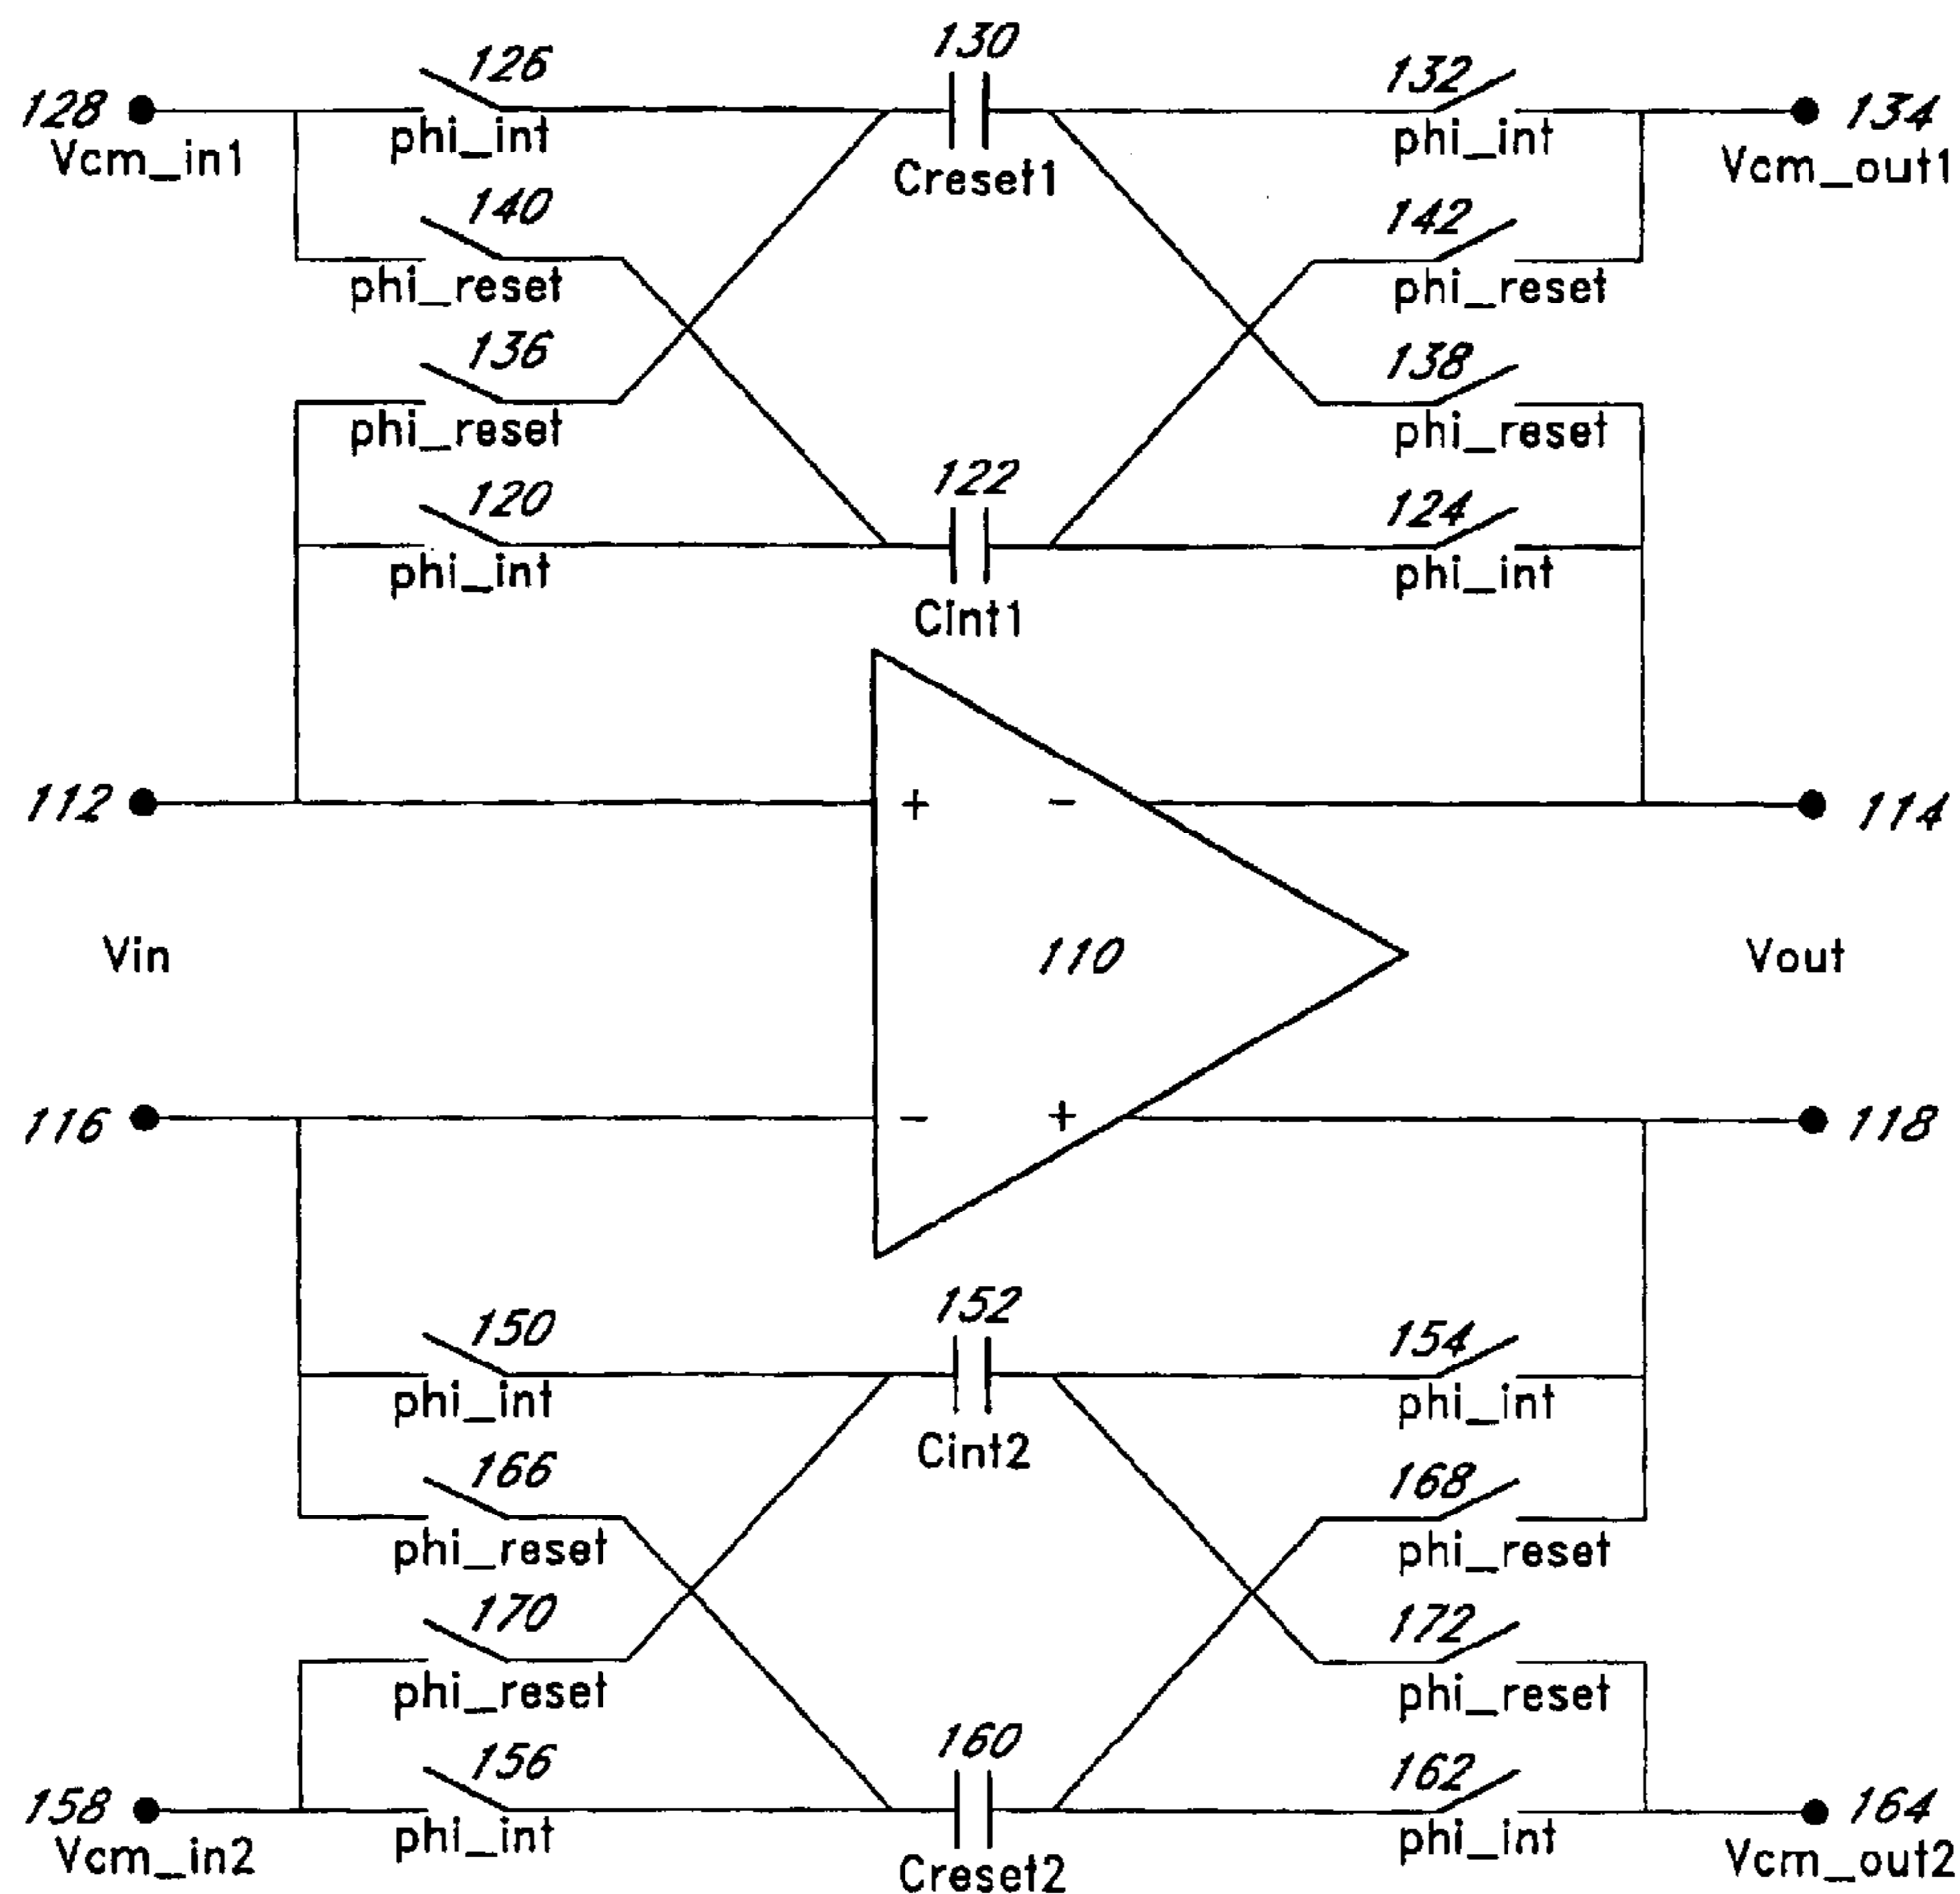 130
126
132
128
134
phi_int
phi_int
Vcm_in1
Creset1
Vcm_out1
140
142
phi_reset
phi_reset
136
138
phi_reset
phi_reset
122
120
124
phi_int
phi_int
Cint1
112
+
-
114
Vin
110
Vout
116
-
+
118
152
150
154
phi_int
phi_int
Cint2
166
168
phi_reset
phi_reset
170
172
phi_reset
phi_reset
160
156
162
158
164
phi_int
phi_int
Vcm_in2
Creset2
Vcm_out2